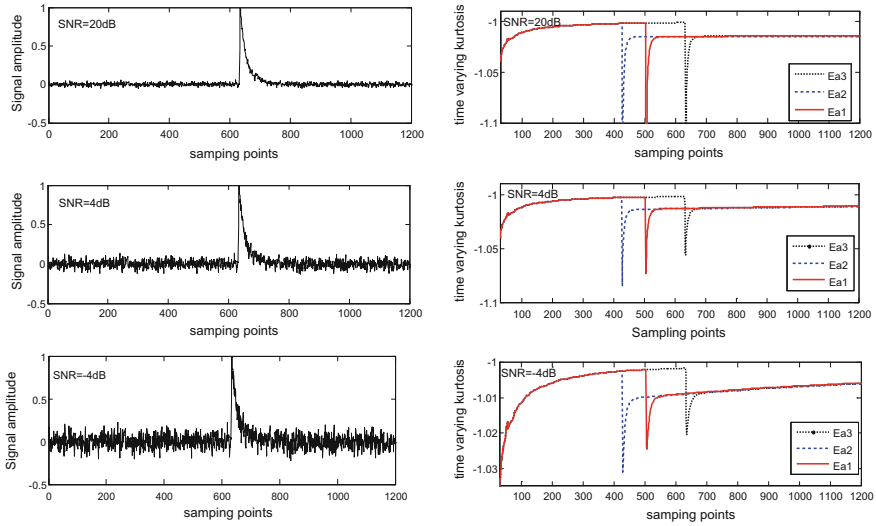 SNR=20dB
Signal amplitude
1
0.5
0
-0.5
0 200 400 600 800 1000 1200
samping points
SNR=20dB
time varying kurtosis
-1
-1.05
-1.1
100 200 300 400 500 600 700 800 900 1000 1100 1200
samping points
Ea3
Ea2
Ea1
SNR=4dB
Signal amplitude
1
0.5
0
-0.5
0 200 400 600 800 1000 1200
samping points
SNR=4dB
time varying kurtosis
-1
-1.05
-1.1
100 200 300 400 500 600 700 800 900 1000 1100 1200
Sampling points
Ea3
Ea2
Ea1
SNR=-4dB
Signal amplitude
1
0.5
0
-0.5
0 200 400 600 800 1000 1200
samping points
SNR=-4dB
time varying kurtosis
-1
-1.01
-1.02
-1.03
100 200 300 400 500 600 700 800 900 1000 1100 1200
samping points
Ea3
Ea2
Ea1